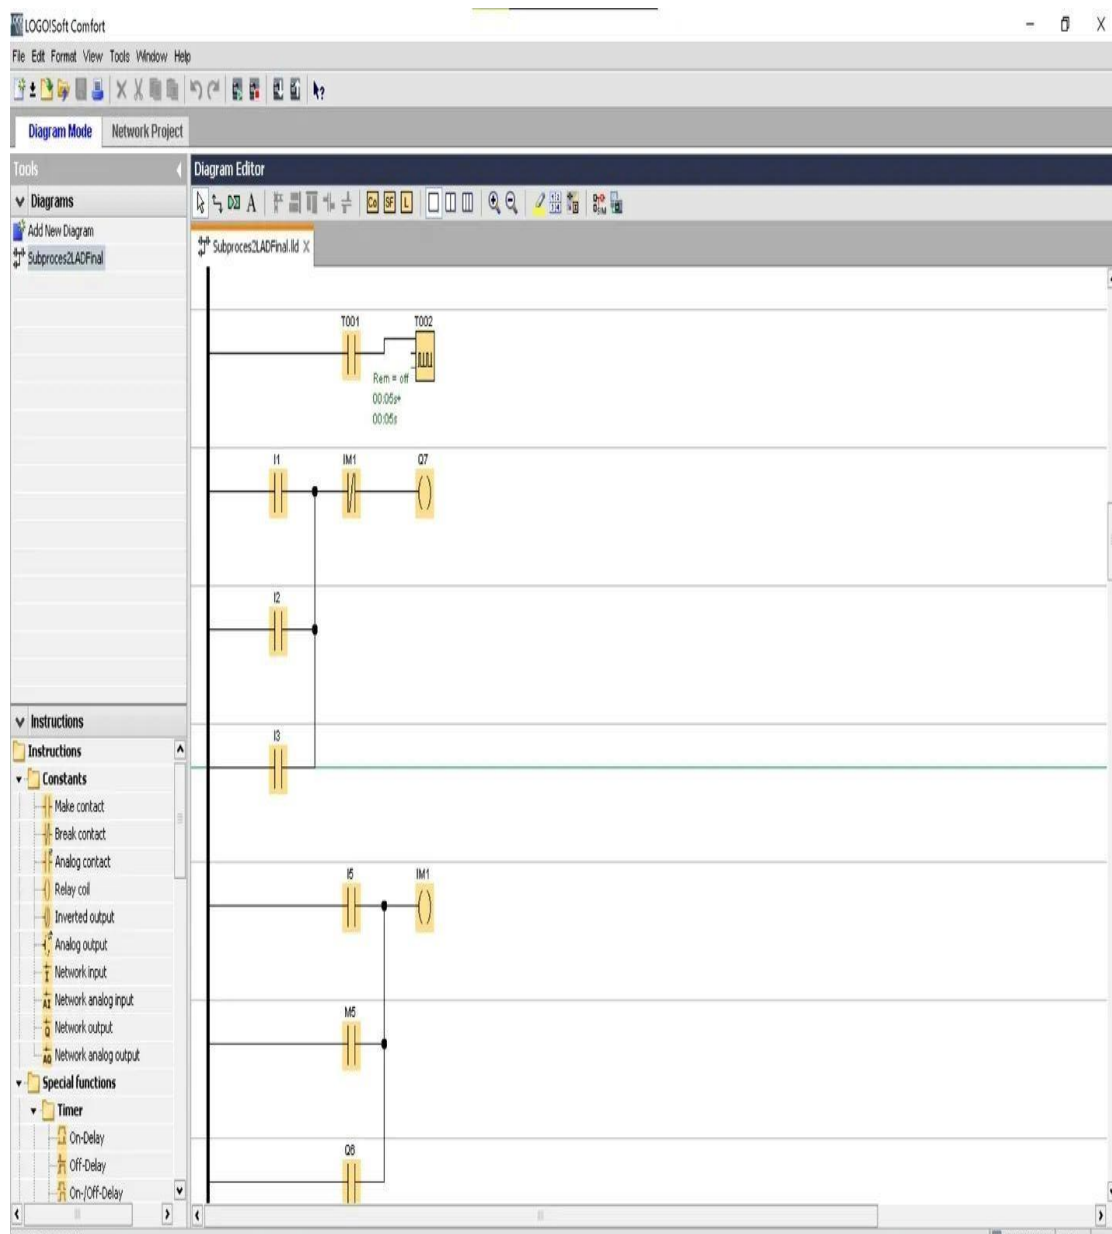 LOGO!Soft Comfort
File Edit Format View Tools Window Help
Diagram Mode Network Project
Tools
Diagrams
Add New Diagram
Subproces2LADFinal
Instructions
Instructions
Constants
Make contact
Break contact
Analog contact
Relay coil
Inverted output
Analog output
Network input
Network analog input
Network output
Network analog output
Special functions
Timer
On-Delay
Off-Delay
On-/Off-Delay
Diagram Editor
Subproces2LADFinal.lld
T001 T002
Rem = off
00:05s+
00:05s
I1 IM1 Q7
I2
I3
I5 IM1
M5
Q6